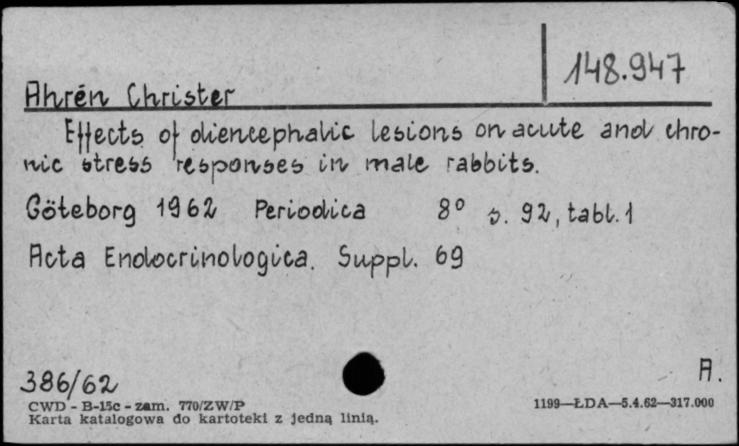 148.947
Ahrén Christer
Effects of diencephalic lesions on acute and chro-
nic stress responses in male rabbits.
Göteborg 1962 Periodica 8° s. 92, tabl. 1
Acta Endocrinologica. Suppl. 69
386/62
A.
CWD - B-15c - zam. 770/ZW/P
1199—ŁDA—5.4.62—317.000
Karta katalogowa do kartoteki z jedną linią.